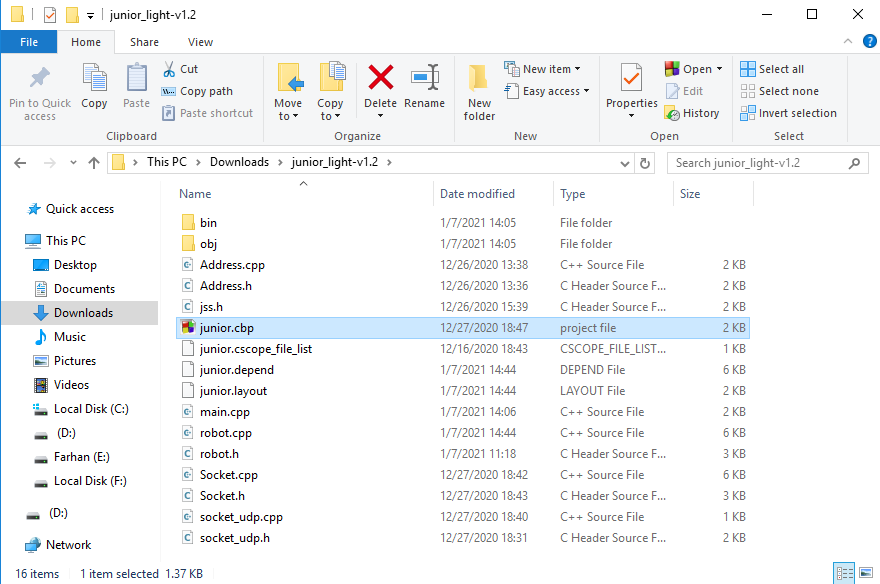 junior_light-v1.2
File Home Share View
Pin to Quick access
Copy
Paste
Cut
Copy path
Paste shortcut
Clipboard
Move to
Copy to
Delete
Rename
Organize
New folder
New item
Easy access
New
Properties
Open
Edit
History
Open
Select all
Select none
Invert selection
Select
This PC > Downloads > junior_light-v1.2 >
Search junior_light-v1.2
Quick access
This PC
Desktop
Documents
Downloads
Music
Pictures
Videos
Local Disk (C:)
(D:)
Farhan (E:)
Local Disk (F:)
(D:)
Network
Name Date modified Type Size
bin 1/7/2021 14:05 File folder
obj 1/7/2021 14:05 File folder
Address.cpp 12/26/2020 13:38 C++ Source File 2 KB
Address.h 12/26/2020 13:36 C Header Source F... 2 KB
jss.h 12/26/2020 15:39 C Header Source F... 2 KB
junior.cbp 12/27/2020 18:47 project file 2 KB
junior.cscope_file_list 12/16/2020 18:43 CSCOPE_FILE_LIST... 1 KB
junior.depend 1/7/2021 14:44 DEPEND File 6 KB
junior.layout 1/7/2021 14:44 LAYOUT File 2 KB
main.cpp 1/7/2021 14:06 C++ Source File 2 KB
robot.cpp 1/7/2021 14:44 C++ Source File 6 KB
robot.h 1/7/2021 11:18 C Header Source F... 3 KB
Socket.cpp 12/27/2020 18:42 C++ Source File 6 KB
Socket.h 12/27/2020 18:43 C Header Source F... 3 KB
socket_udp.cpp 12/27/2020 18:40 C++ Source File 1 KB
socket_udp.h 12/27/2020 18:31 C Header Source F... 2 KB
16 items 1 item selected 1.37 KB